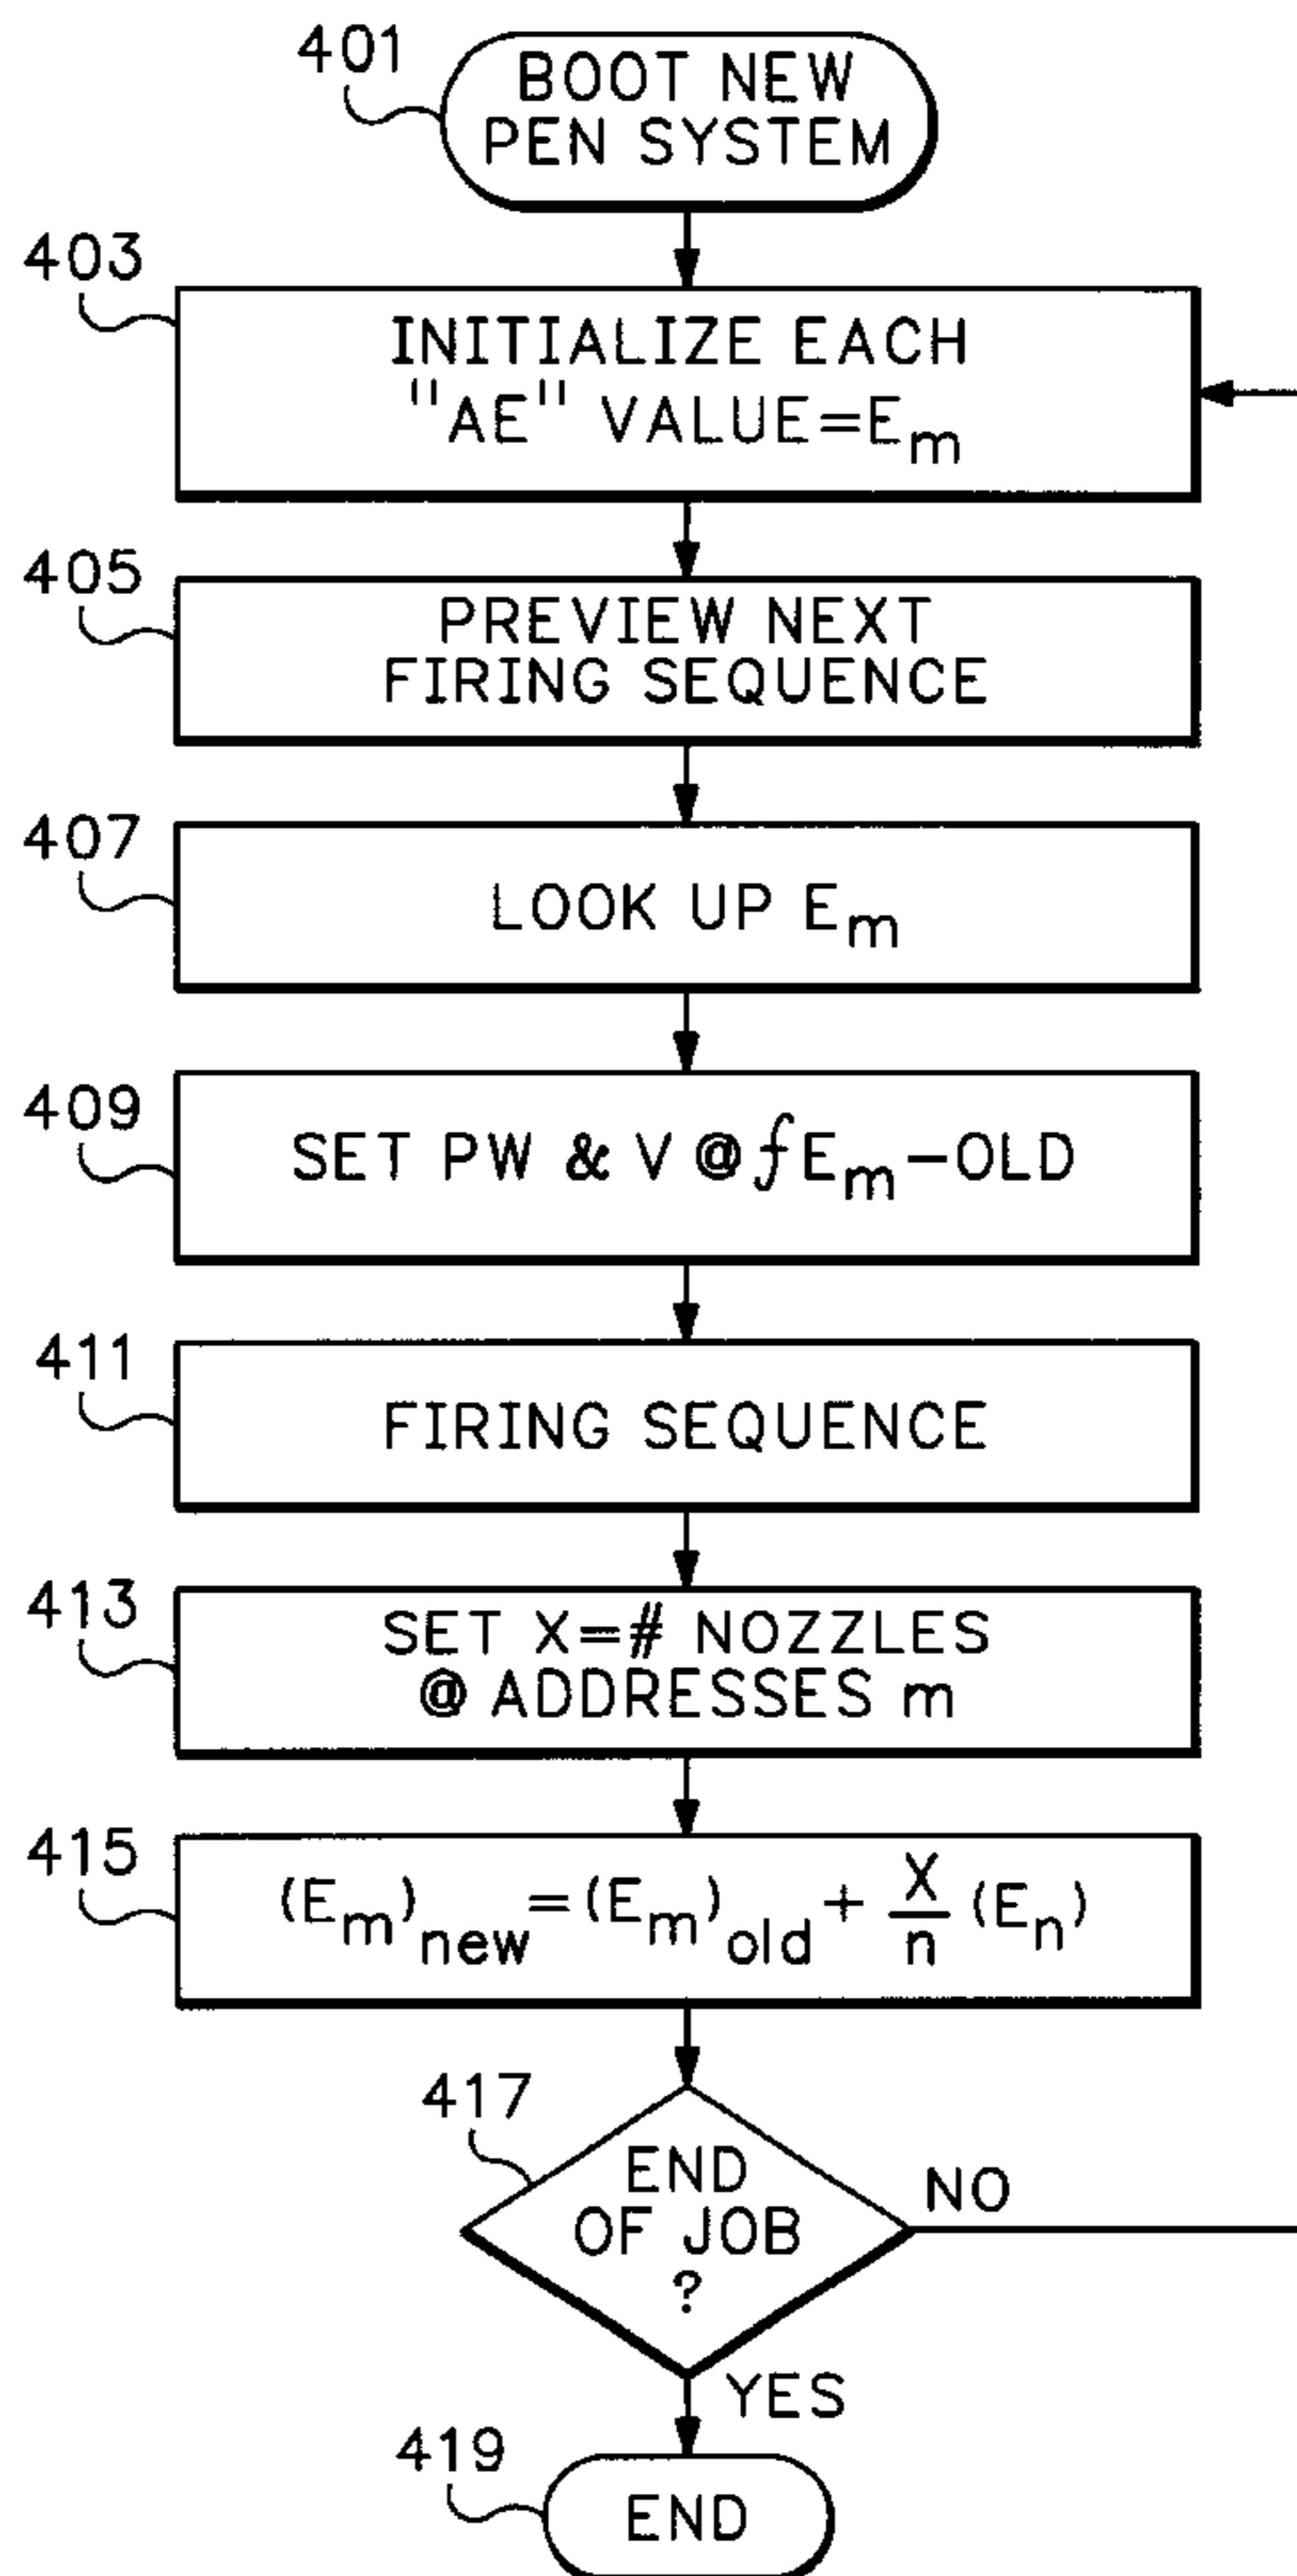 401
BOOT NEW
PEN SYSTEM
403
INITIALIZE EACH
"AE" VALUE=Em
405
PREVIEW NEXT
FIRING SEQUENCE
407
LOOK UP Em
409
SET PW & V @ ƒEm-OLD
411
FIRING SEQUENCE
413
SET X=# NOZZLES
@ ADDRESSES m
415
(Em)new=(Em)old + X/n (En)
417
END
OF JOB
?
NO
YES
419
END